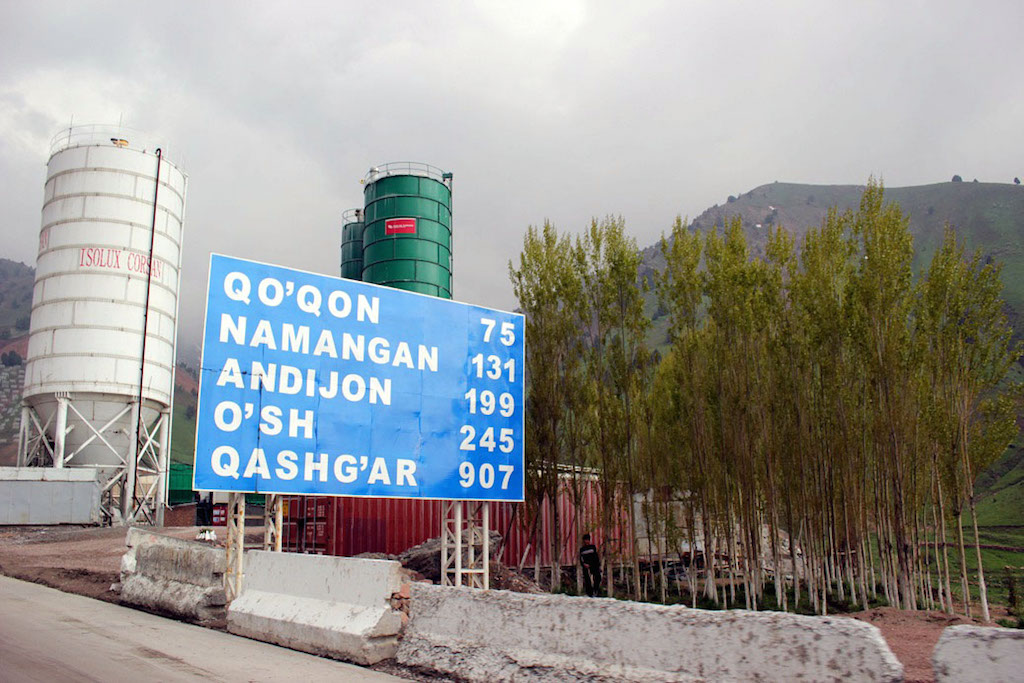 ISOLUX CORSAN
QO'QON 75
NAMANGAN 131
ANDIJON 199
O'SH 245
QASHG'AR 907